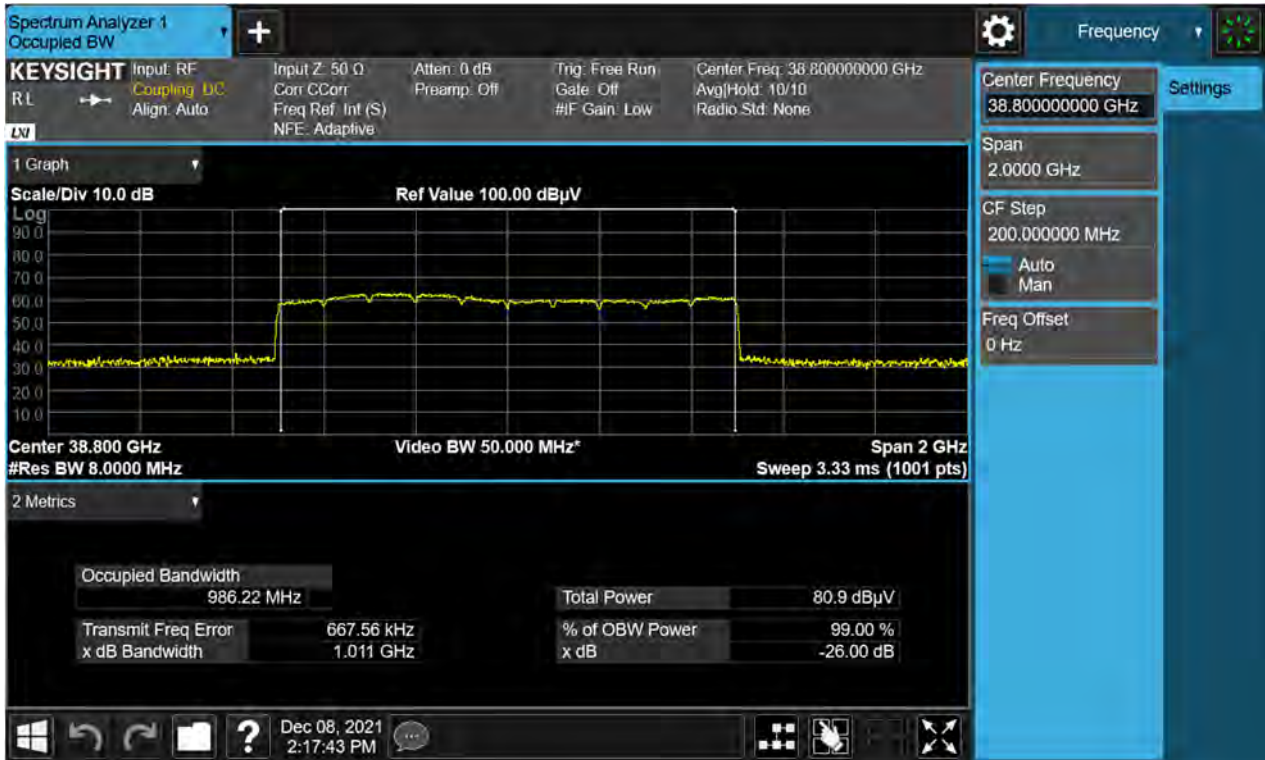 Spectrum Analyzer 1
Occupied BW
+
Frequency
KEYSIGHT
RL
LXI
Input: RF
Coupling: DC
Align: Auto
Input Z: 50 Ω
Corr CCorr
Freq Ref: Int (S)
NFE: Adaptive
Atten: 0 dB
Preamp: Off
Trig: Free Run
Gate: Off
#IF Gain: Low
Center Freq: 38.800000000 GHz
Avg|Hold: 10/10
Radio Std: None
Center Frequency
38.800000000 GHz
Settings
Span
2.0000 GHz
CF Step
200.000000 MHz
Auto
Man
Freq Offset
0 Hz
1 Graph
Scale/Div 10.0 dB
Ref Value 100.00 dBµV
Log
90.0
80.0
70.0
60.0
50.0
40.0
30.0
20.0
10.0
Center 38.800 GHz
Video BW 50.000 MHz*
Span 2 GHz
#Res BW 8.0000 MHz
Sweep 3.33 ms (1001 pts)
2 Metrics
Occupied Bandwidth
986.22 MHz
Total Power 80.9 dBµV
Transmit Freq Error 667.56 kHz
% of OBW Power 99.00 %
x dB Bandwidth 1.011 GHz
x dB -26.00 dB
?
Dec 08, 2021
2:17:43 PM